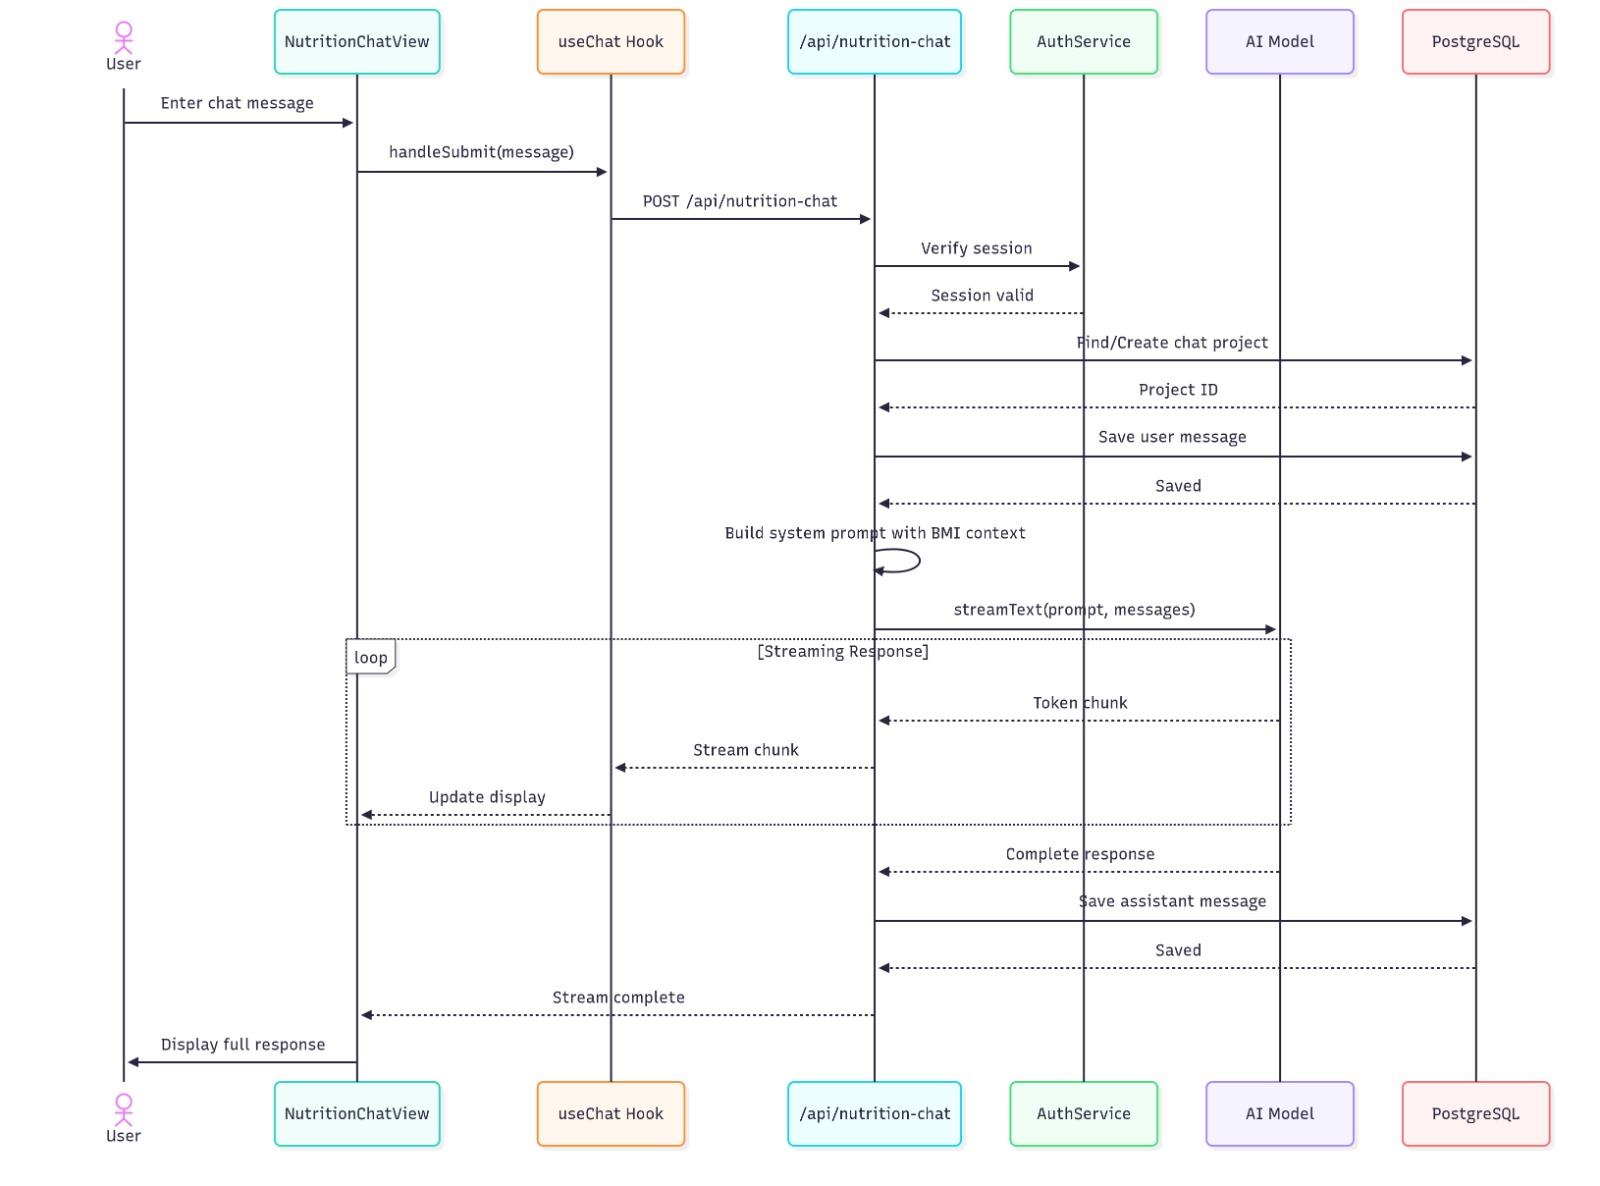 User
NutritionChatView
useChat Hook
/api/nutrition-chat
AuthService
AI Model
PostgreSQL
Enter chat message
handleSubmit(message)
POST /api/nutrition-chat
Verify session
Session valid
Find/Create chat project
Project ID
Save user message
Saved
Build system prompt with BMI context
streamText(prompt, messages)
loop
[Streaming Response]
Token chunk
Stream chunk
Update display
Complete response
Save assistant message
Saved
Stream complete
Display full response
User
NutritionChatView
useChat Hook
/api/nutrition-chat
AuthService
AI Model
PostgreSQL